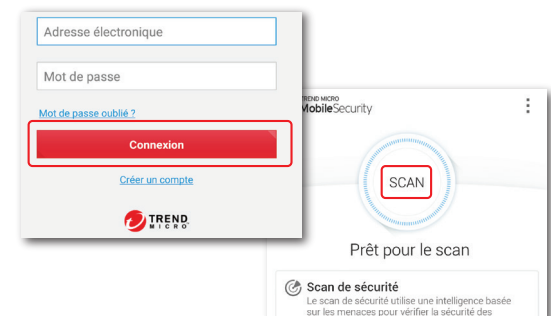 Adresse électronique
Mot de passe
Mot de passe oublié ?
Connexion
Créer un compte
TREND
MICRO
TREND MICRO
MobileSecurity
SCAN
Prêt pour le scan
Scan de sécurité
Le scan de sécurité utilise une intelligence basée
sur les menaces pour vérifier la sécurité des